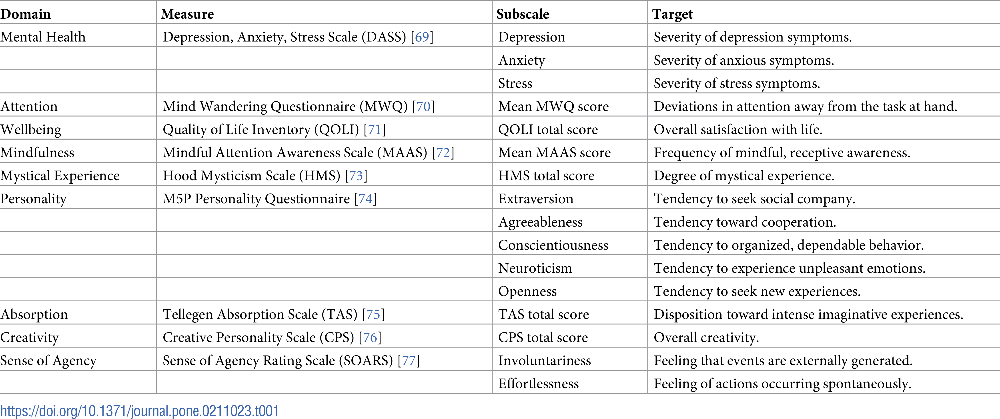 Domain Measure Subscale Target
Mental Health Depression, Anxiety, Stress Scale (DASS) [69] Depression Severity of depression symptoms.
Anxiety Severity of anxious symptoms.
Stress Severity of stress symptoms.
Attention Mind Wandering Questionnaire (MWQ) [70] Mean MWQ score Deviations in attention away from the task at hand.
Wellbeing Quality of Life Inventory (QOLI) [71] QOLI total score Overall satisfaction with life.
Mindfulness Mindful Attention Awareness Scale (MAAS) [72] Mean MAAS score Frequency of mindful, receptive awareness.
Mystical Experience Hood Mysticism Scale (HMS) [73] HMS total score Degree of mystical experience.
Personality M5P Personality Questionnaire [74] Extraversion Tendency to seek social company.
Agreeableness Tendency toward cooperation.
Conscientiousness Tendency to organized, dependable behavior.
Neuroticism Tendency to experience unpleasant emotions.
Openness Tendency to seek new experiences.
Absorption Tellegen Absorption Scale (TAS) [75] TAS total score Disposition toward intense imaginative experiences.
Creativity Creative Personality Scale (CPS) [76] CPS total score Overall creativity.
Sense of Agency Sense of Agency Rating Scale (SOARS) [77] Involuntariness Feeling that events are externally generated.
Effortlessness Feeling of actions occurring spontaneously.
https://doi.org/10.1371/journal.pone.0211023.t001